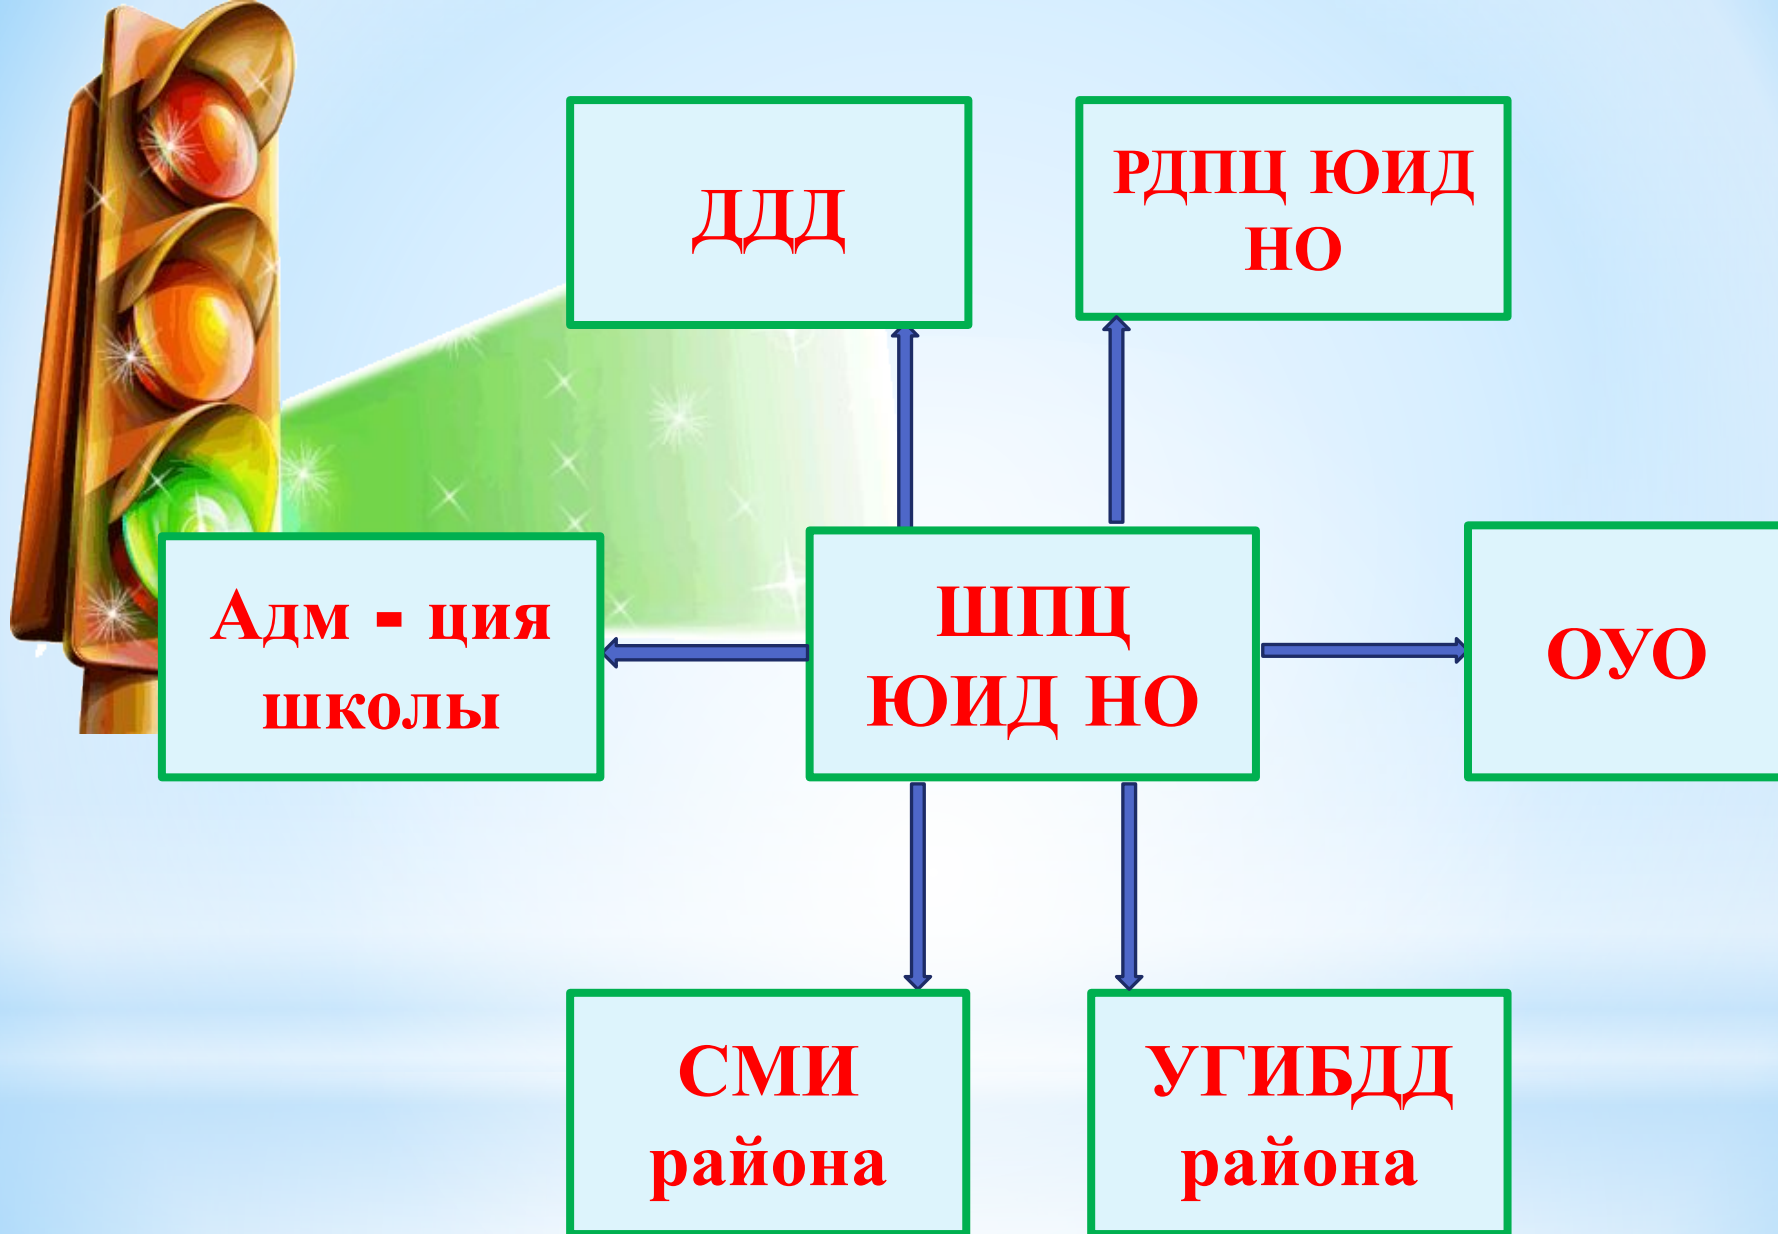 ДДД
РДПЦ ЮИД
НО
Адм - ция
школы
ШПЦ
ЮИД НО
ОУО
СМИ
района
УГИБДД
района